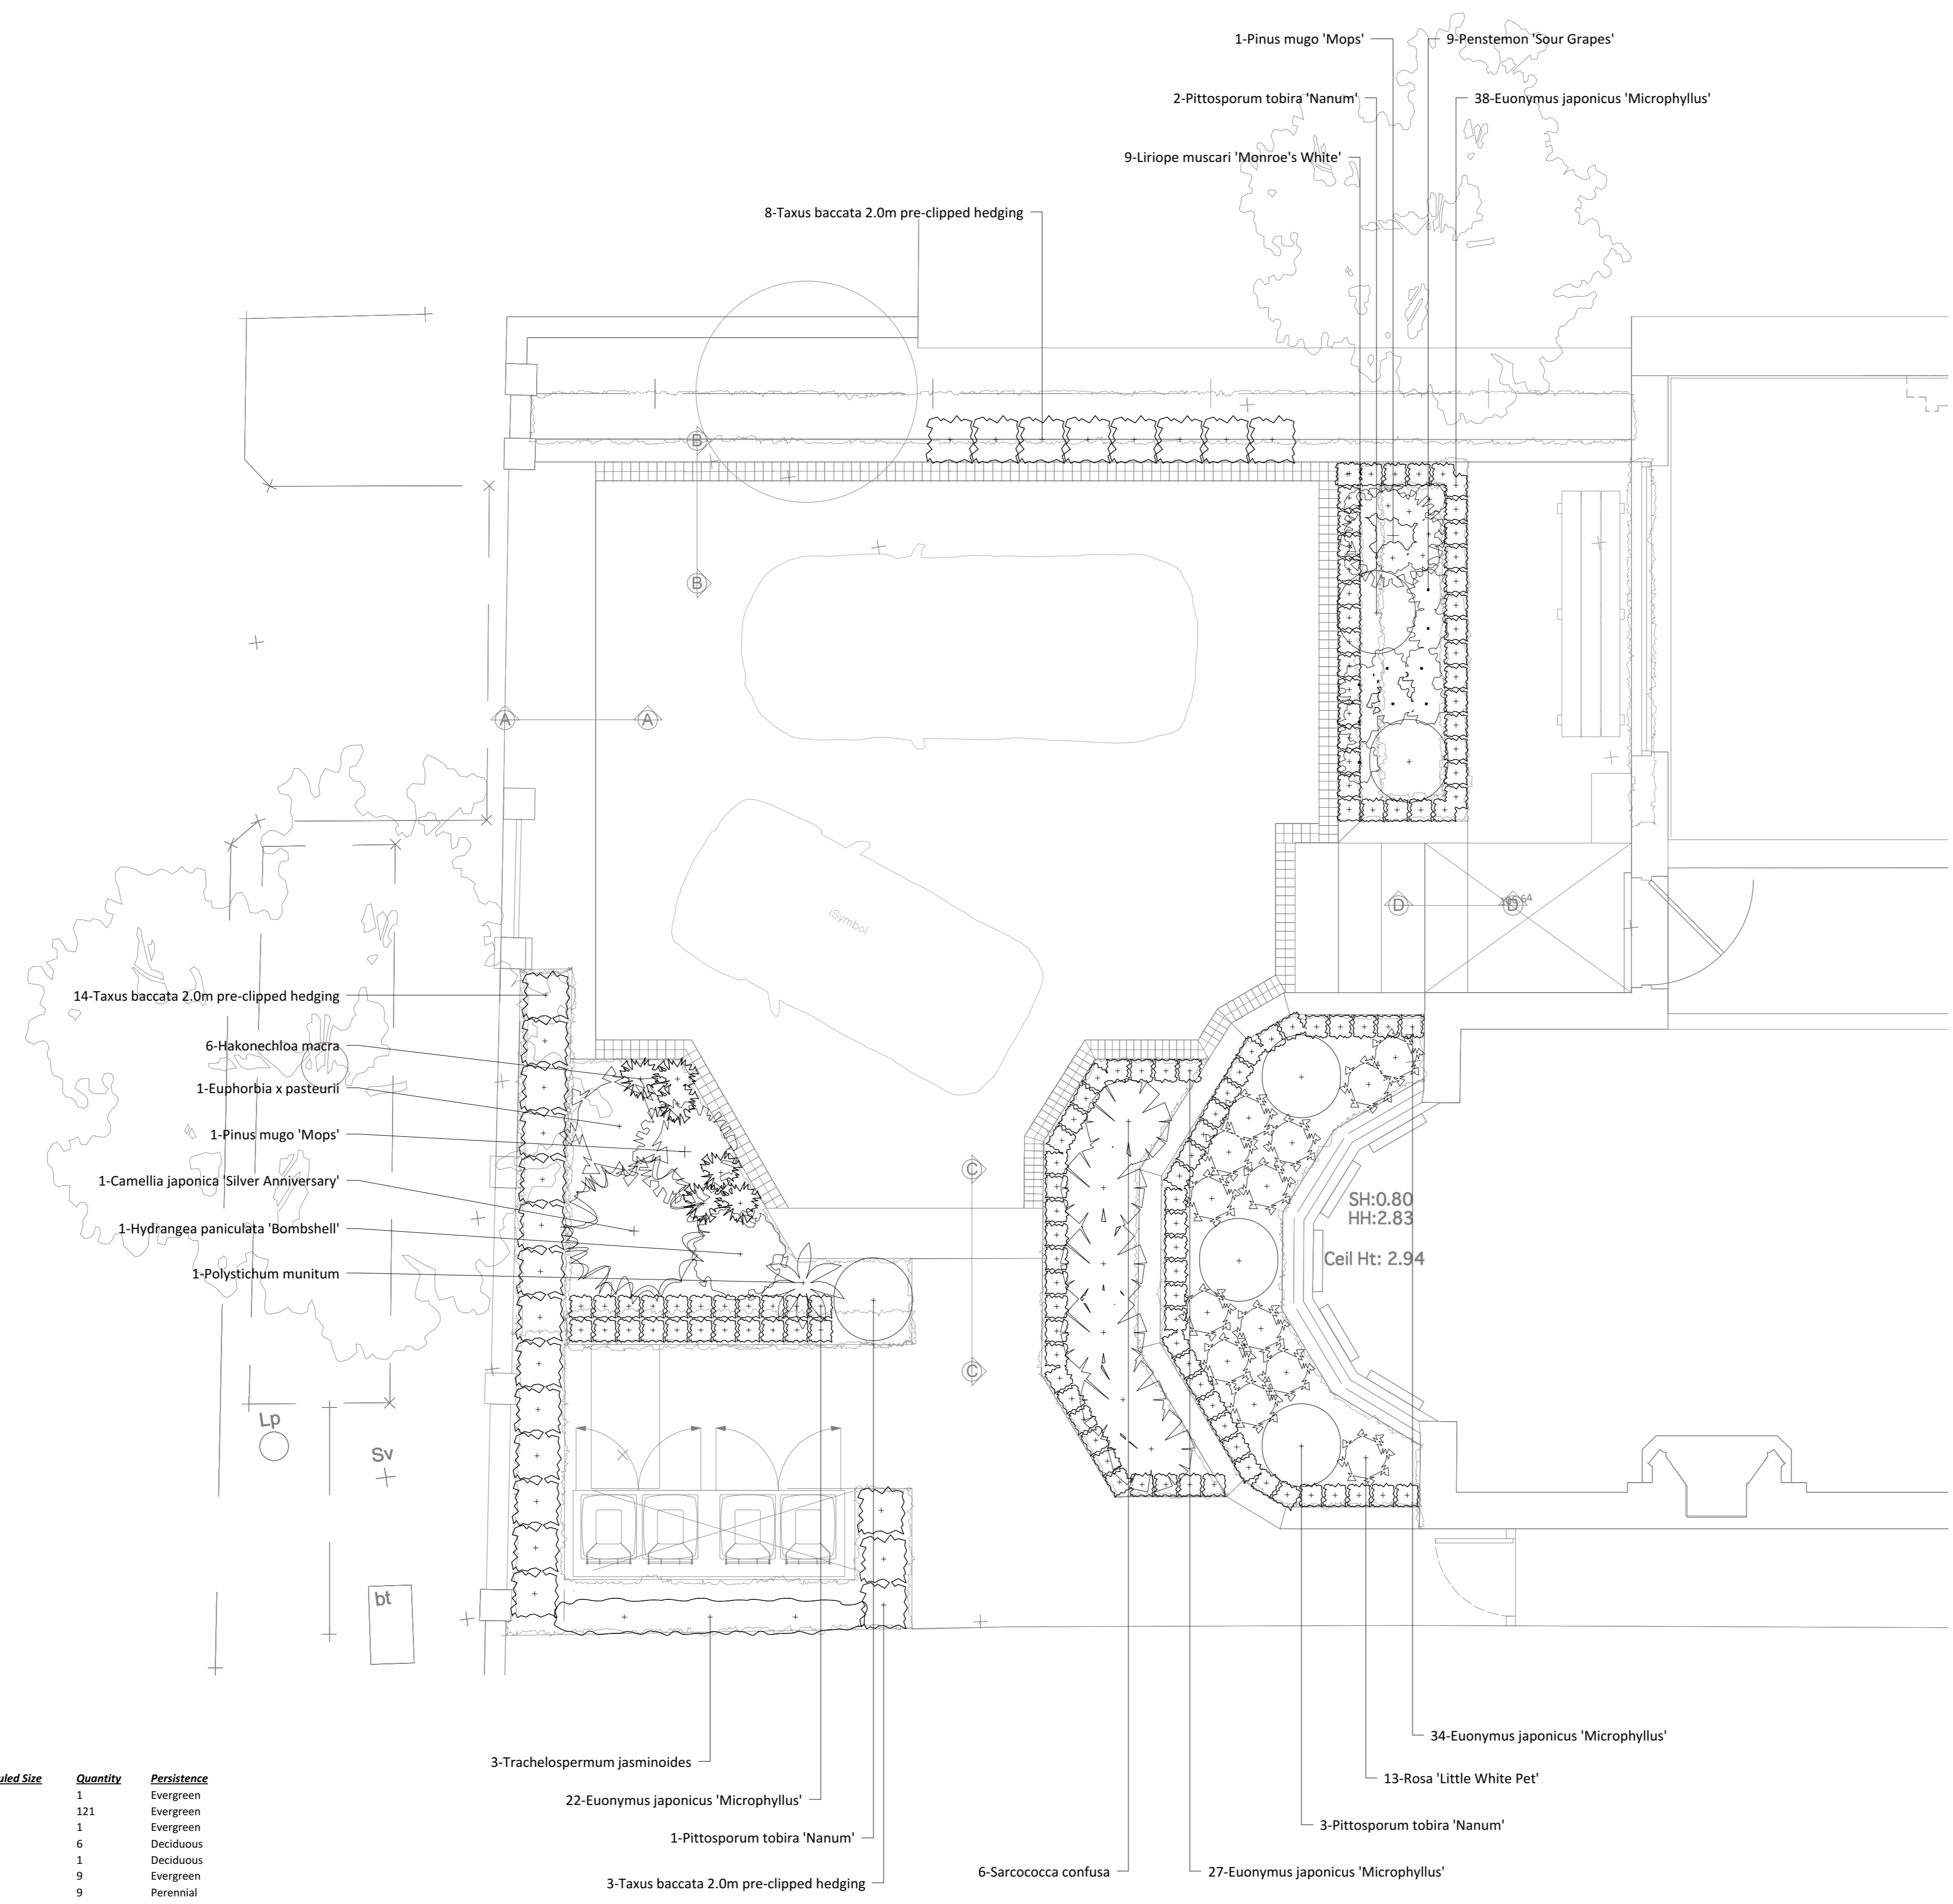 1-Pinus mugo 'Mops'
9-Penstemon 'Sour Grapes'
2-Pittosporum tobira 'Nanum'
38-Euonymus japonicus 'Microphyllus'
9-Liriope muscari 'Monroe's White'
8-Taxus baccata 2.0m pre-clipped hedging
B
B
A
A
iSymbol
D
D
14-Taxus baccata 2.0m pre-clipped hedging
6-Hakonechloa macra
1-Euphorbia x pasteurii
1-Pinus mugo 'Mops'
1-Camellia japonica 'Silver Anniversary'
1-Hydrangea paniculata 'Bombshell'
1-Polystichum munitum
C
C
SH:0.80
HH:2.83
Ceil Ht: 2.94
Lp
Sv
bt
34-Euonymus japonicus 'Microphyllus'
3-Trachelospermum jasminoides
13-Rosa 'Little White Pet'
22-Euonymus japonicus 'Microphyllus'
3-Pittosporum tobira 'Nanum'
1-Pittosporum tobira 'Nanum'
6-Sarcococca confusa
27-Euonymus japonicus 'Microphyllus'
3-Taxus baccata 2.0m pre-clipped hedging
uled Size Quantity Persistence
1 Evergreen
121 Evergreen
1 Evergreen
6 Deciduous
1 Deciduous
9 Evergreen
9 Perennial